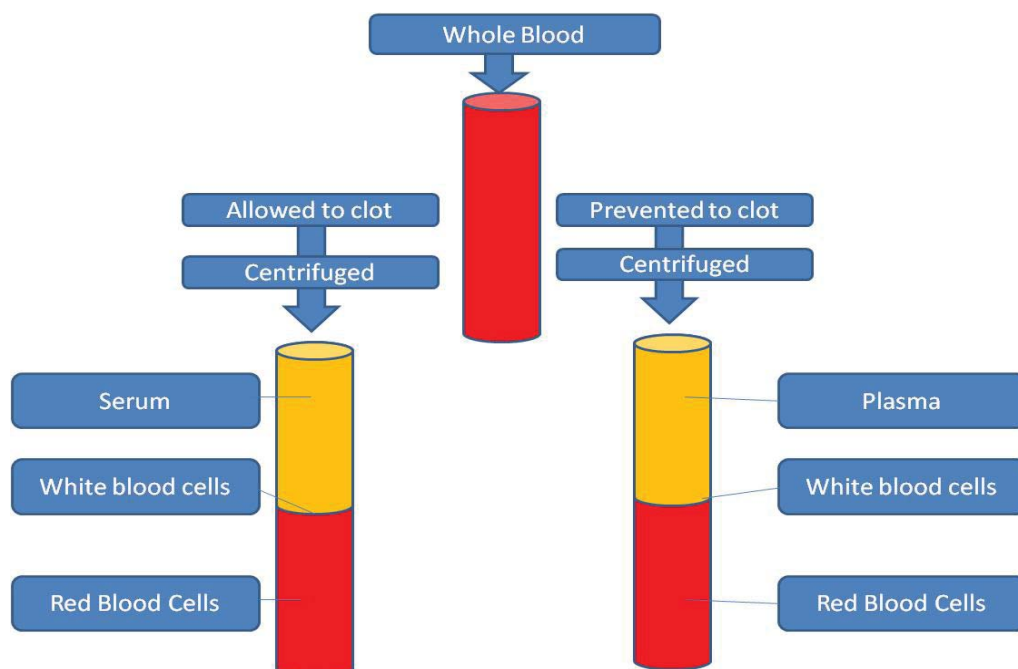 Whole Blood
Allowed to clot
Prevented to clot
Centrifuged
Centrifuged
Serum
Plasma
White blood cells
White blood cells
Red Blood Cells
Red Blood Cells